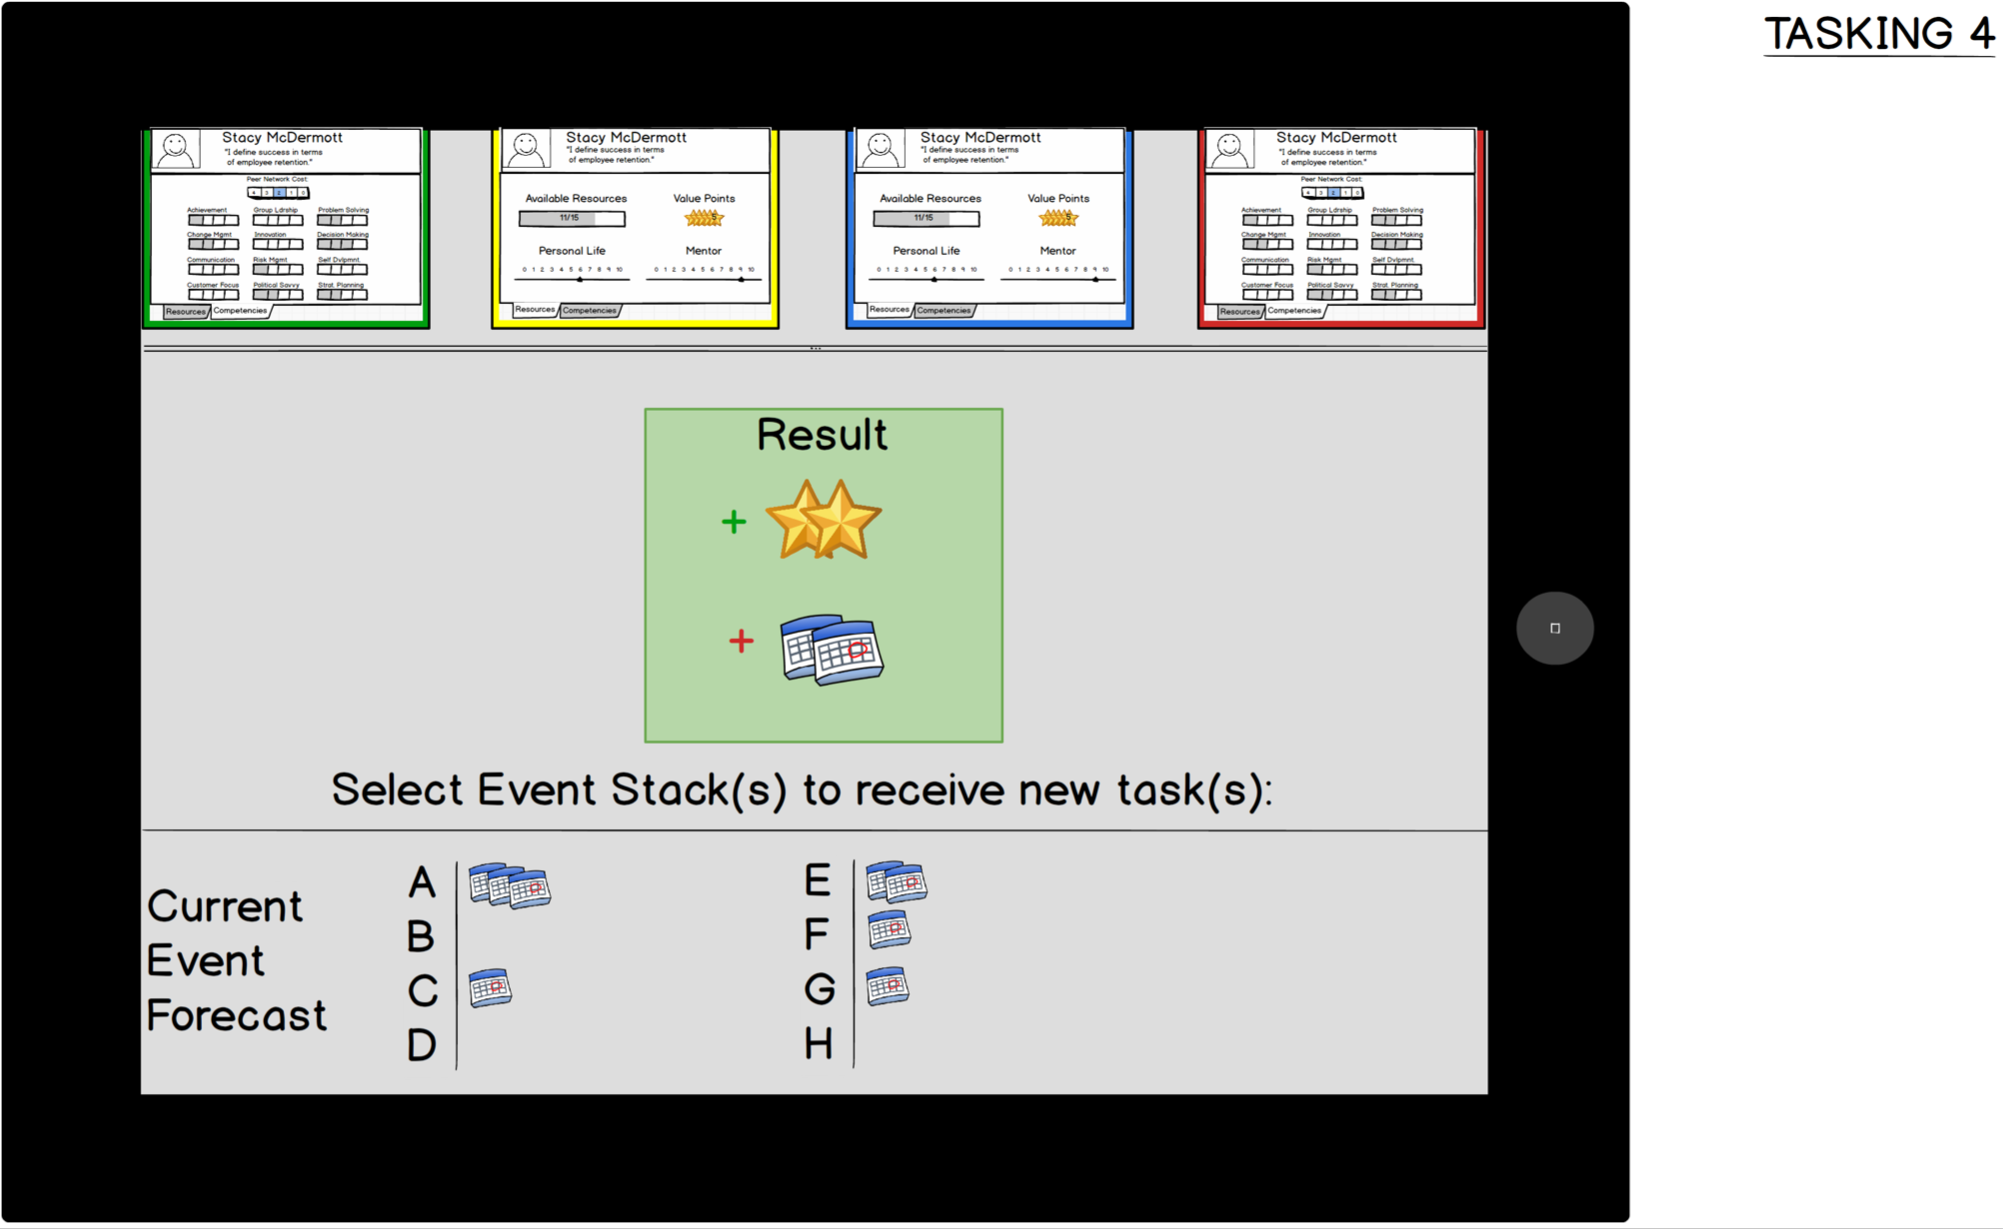 TASKING 4
Stacy McDermott
"I define success in terms
of employee retention."
Peer Network Cost:
4 3 2 1 0
Achievement Group Ldrship Problem Solving
Change Mgmt Innovation Decision Making
Communication Risk Mgmt Self Dvlpmnt.
Customer Focus Political Savvy Strat. Planning
Resources Competencies
Stacy McDermott
"I define success in terms
of employee retention."
Available Resources Value Points
11/15 5
Personal Life Mentor
0 1 2 3 4 5 6 7 8 9 10 0 1 2 3 4 5 6 7 8 9 10
Resources Competencies
Stacy McDermott
"I define success in terms
of employee retention."
Available Resources Value Points
11/15 5
Personal Life Mentor
0 1 2 3 4 5 6 7 8 9 10 0 1 2 3 4 5 6 7 8 9 10
Resources Competencies
Stacy McDermott
"I define success in terms
of employee retention."
Peer Network Cost:
4 3 2 1 0
Achievement Group Ldrship Problem Solving
Change Mgmt Innovation Decision Making
Communication Risk Mgmt Self Dvlpmnt.
Customer Focus Political Savvy Strat. Planning
Resources Competencies
Result
+
+
Select Event Stack(s) to receive new task(s):
Current
Event
Forecast
A
B
C
D
E
F
G
H